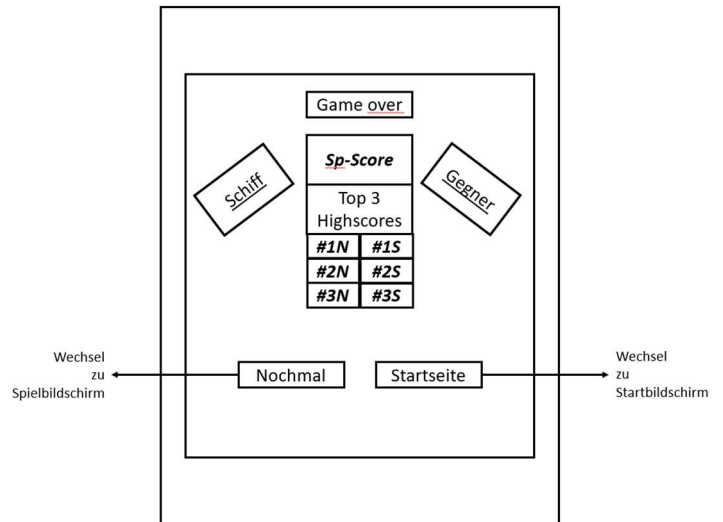 Game over
Sp-Score
Schiff
Gegner
Top 3
Highscores
#1N #1S
#2N #2S
#3N #3S
Wechsel
zu
Spielbildschirm
Nochmal
Startseite
Wechsel
zu
Startbildschirm